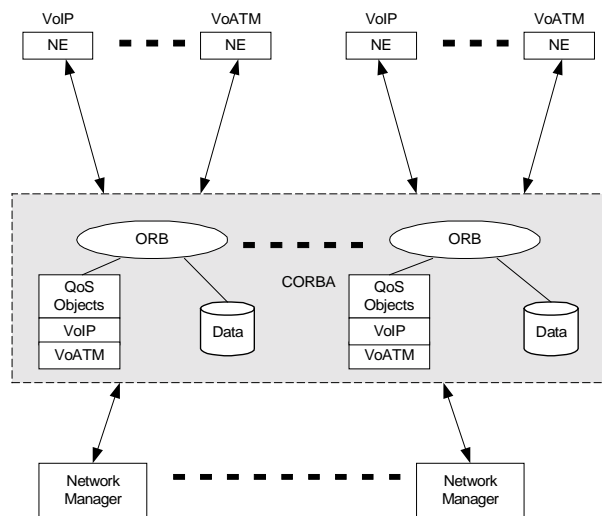 VoIP
VoATM
VoIP
VoATM
NE
NE
NE
NE
ORB
ORB
CORBA
QoS
Objects
VoIP
VoATM
Data
QoS
Objects
VoIP
VoATM
Data
Network
Manager
Network
Manager